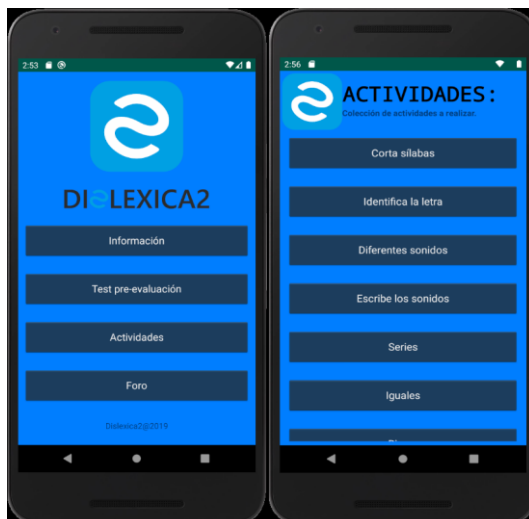 2:53
DISLEXICA2
Información
Test pre-evaluación
Actividades
Foro
Dislexica2@2019
2:56
ACTIVIDADES:
Colección de actividades a realizar.
Corta sílabas
Identifica la letra
Diferentes sonidos
Escribe los sonidos
Series
Iguales